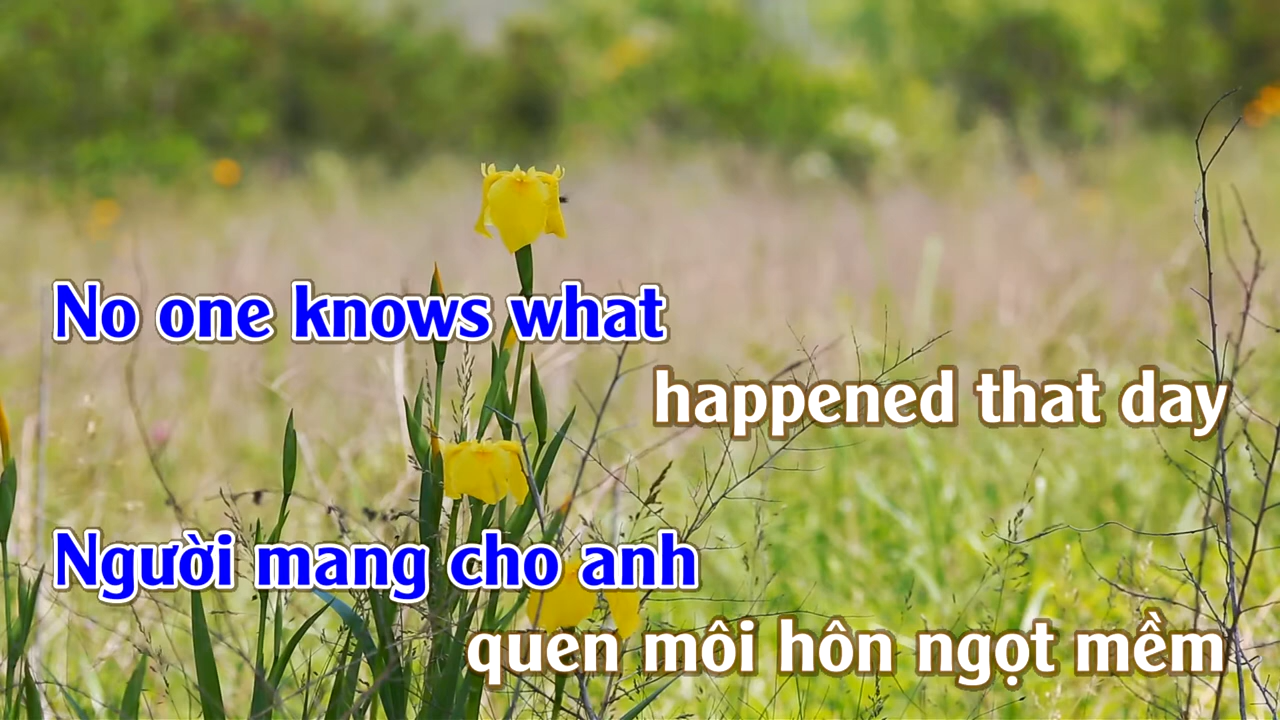 No one knows what
happened that day
Người mang cho anh
quen môi hôn ngọt mềm